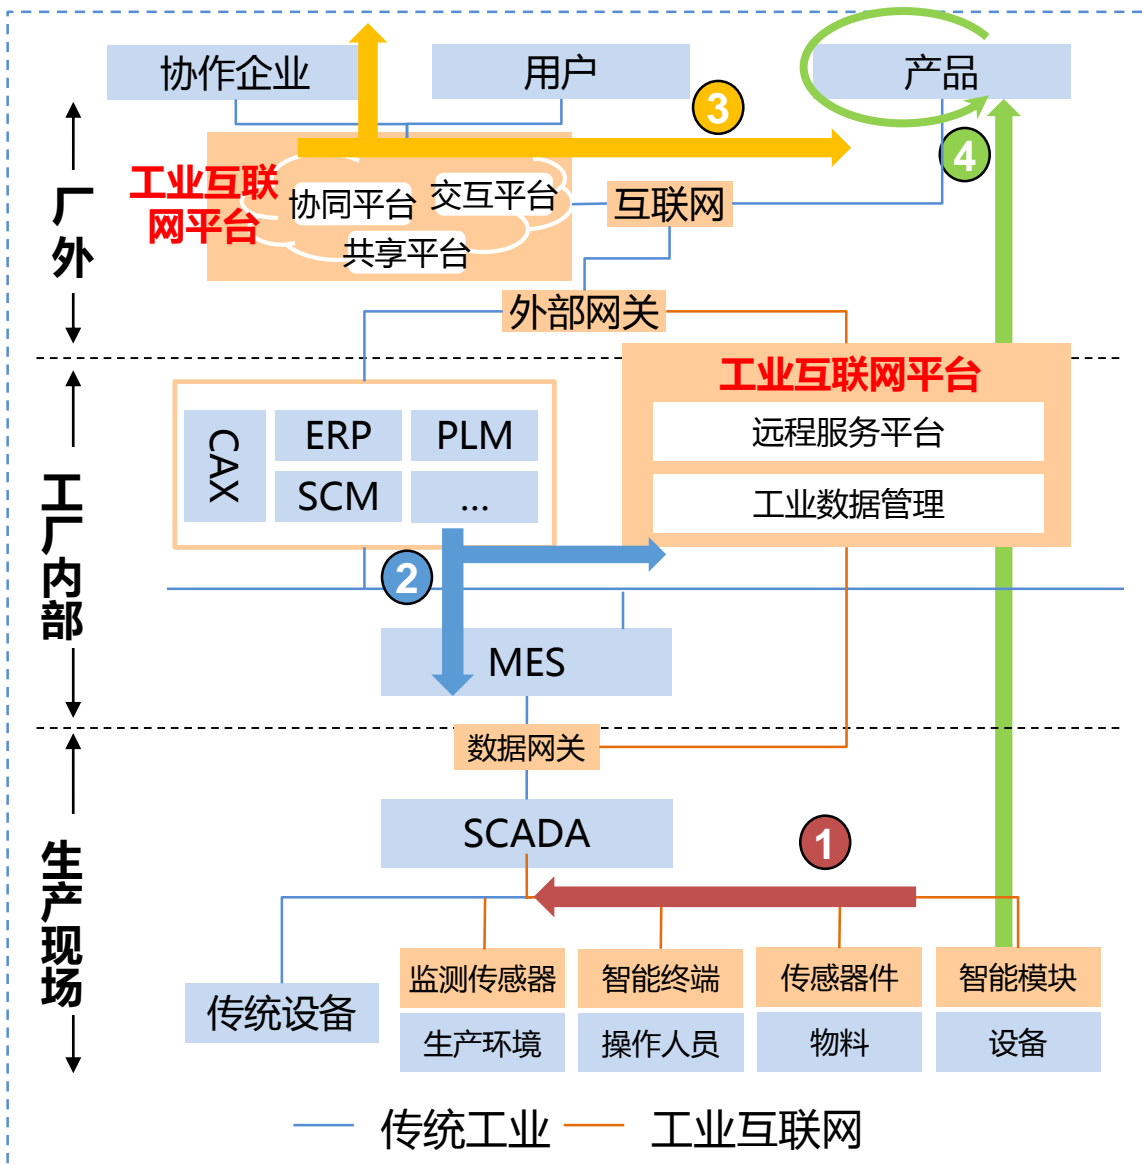 协作企业
用户
产品
3
4
厂外
工业互联
网平台
协同平台
交互平台
共享平台
互联网
外部网关
工厂内部
CAX
ERP
PLM
SCM
...
工业互联网平台
远程服务平台
工业数据管理
2
MES
数据网关
生产现场
SCADA
1
传统设备
监测传感器
智能终端
传感器件
智能模块
生产环境
操作人员
物料
设备
传统工业
工业互联网